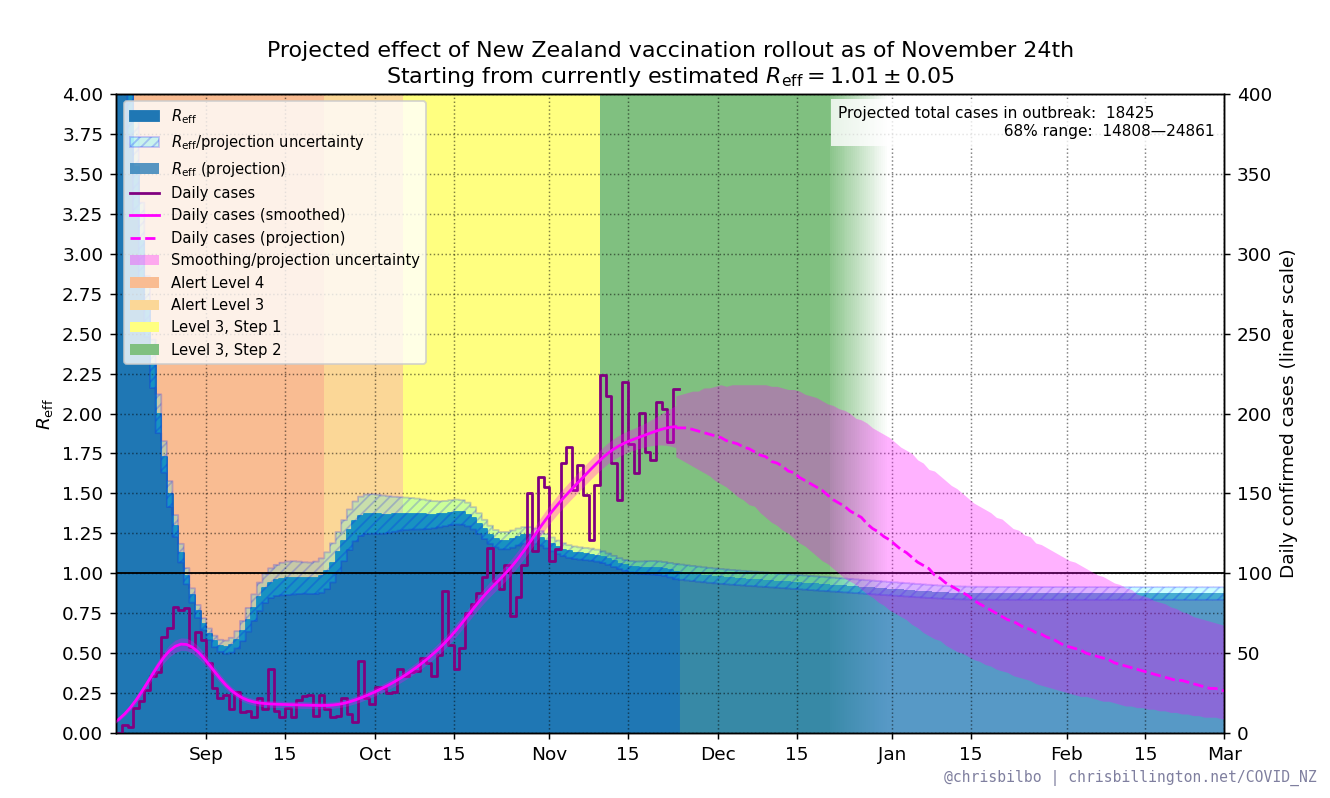 Projected effect of New Zealand vaccination rollout as of November 24th
Starting from currently estimated R_eff = 1.01 ± 0.05
4.00
3.75
3.50
3.25
3.00
2.75
2.50
2.25
2.00
1.75
1.50
1.25
1.00
0.75
0.50
0.25
0.00
R_eff
R_eff
R_eff/projection uncertainty
R_eff (projection)
Daily cases
Daily cases (smoothed)
Daily cases (projection)
Smoothing/projection uncertainty
Alert Level 4
Alert Level 3
Level 3, Step 1
Level 3, Step 2
Projected total cases in outbreak: 18425
68% range: 14808—24861
400
350
300
250
200
150
100
50
0
Daily confirmed cases (linear scale)
Sep 15 Oct 15 Nov 15 Dec 15 Jan 15 Feb 15 Mar
@chrisbilbo | chrisbillington.net/COVID_NZ